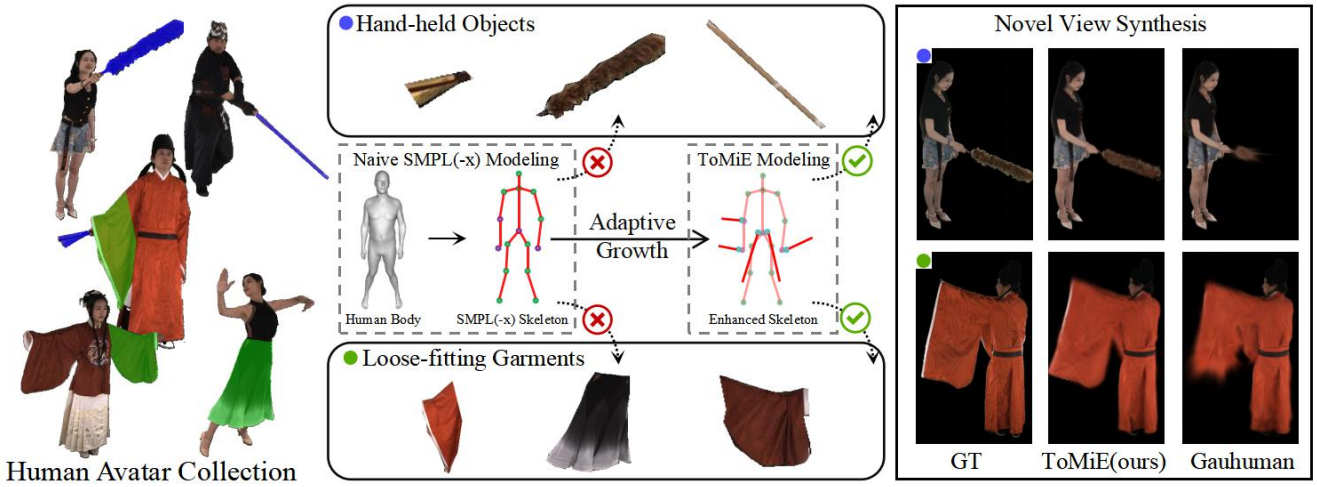 Human Avatar Collection
Hand-held Objects
Naive SMPL(-x) Modeling
Human Body
SMPL(-x) Skeleton
Adaptive
Growth
ToMiE Modeling
Enhanced Skeleton
Loose-fitting Garments
Novel View Synthesis
GT
ToMiE(ours)
Gauhuman